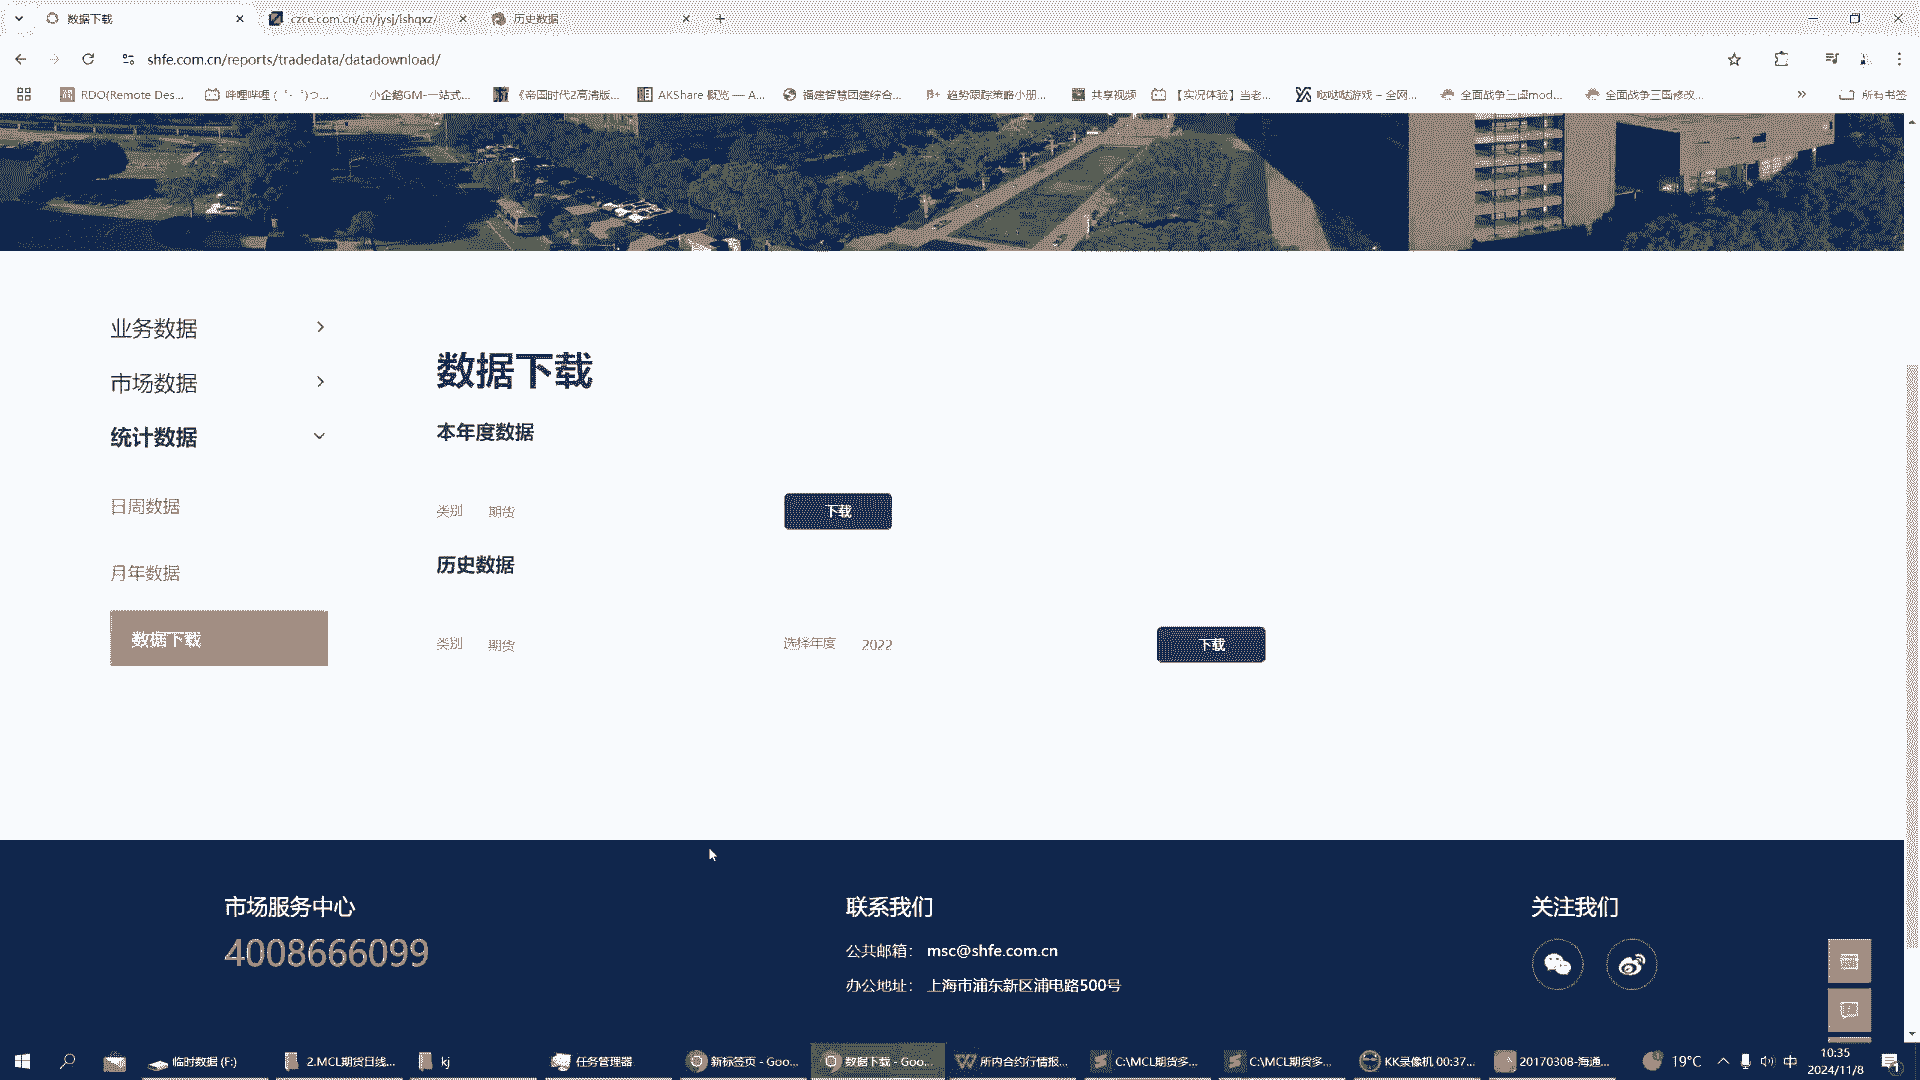 数据下载
czce.com.cn/cn/jysj/lshqxz/
历史数据
shfe.com.cn/reports/tradedata/datadownload/
RDO(Remote Des...
哔哩哔哩 ( ゜- ゜)つ...
小企鹅GM-一站式...
《帝国时代2高清版...
AKShare 概览 — A...
福建智慧团建综合...
趋势跟踪策略小册...
共享视频
【实况体验】当老...
哒哒哒游戏 - 全网...
全面战争三国mod...
全面战争三国修改...
所有书签
业务数据
市场数据
统计数据
日周数据
月年数据
数据下载
数据下载
本年度数据
类别 期货 下载
历史数据
类别 期货 选择年度 2022 下载
市场服务中心
4008666099
联系我们
公共邮箱： msc@shfe.com.cn
办公地址： 上海市浦东新区浦电路500号
关注我们
临时数据 (F:)
2.MCL期货日线...
kj
任务管理器
新标签页 - Goo...
数据下载 - Goo...
所内合约行情报...
C:\MCL期货多...
C:\MCL期货多...
KK录像机 00:37...
20170308-海通...
19°C
中
10:35
2024/11/8